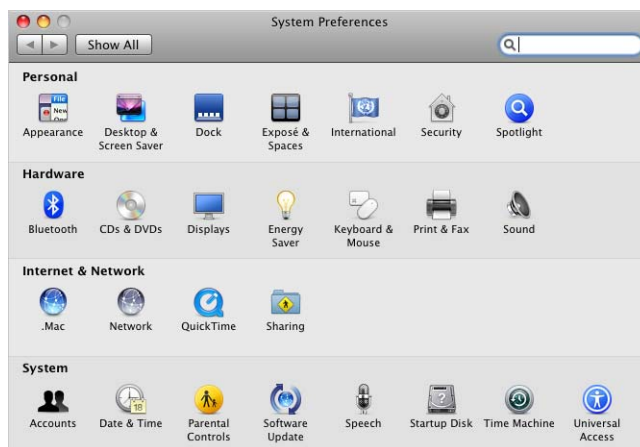 System Preferences
Show All
Personal
Appearance
Desktop &
Screen Saver
Dock
Exposé &
Spaces
International
Security
Spotlight
Hardware
Bluetooth
CDs & DVDs
Displays
Energy
Saver
Keyboard &
Mouse
Print & Fax
Sound
Internet & Network
.Mac
Network
QuickTime
Sharing
System
Accounts
Date & Time
Parental
Controls
Software
Update
Speech
Startup Disk
Time Machine
Universal
Access